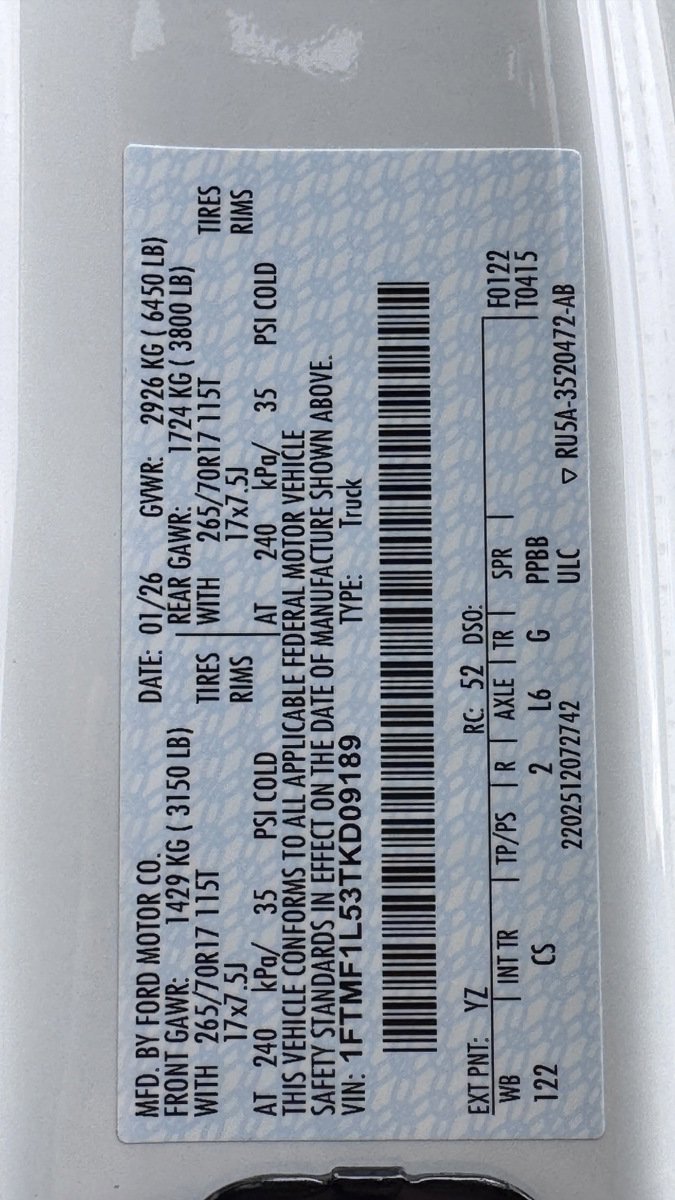 MFD. BY FORD MOTOR CO.
DATE: 01/26 GVWR: 2926 KG ( 6450 LB)
FRONT GAWR: 1429 KG ( 3150 LB) REAR GAWR: 1724 KG ( 3800 LB)
WITH 265/70R17 115T TIRES WITH 265/70R17 115T TIRES
17x7.5J RIMS 17x7.5J RIMS
AT 240 kPa/ 35 PSI COLD AT 240 kPa/ 35 PSI COLD
THIS VEHICLE CONFORMS TO ALL APPLICABLE FEDERAL MOTOR VEHICLE
SAFETY STANDARDS IN EFFECT ON THE DATE OF MANUFACTURE SHOWN ABOVE.
VIN: 1FTMF1L53TKD09189 TYPE: Truck
EXT PNT: YZ RC: 52 DSO: F0122
WB INT TR TP/PS R AXLE TR SPR T0415
122 CS 2 L6 G PPBB
2202512072742 ULC ▽ RU5A-3520472-AB